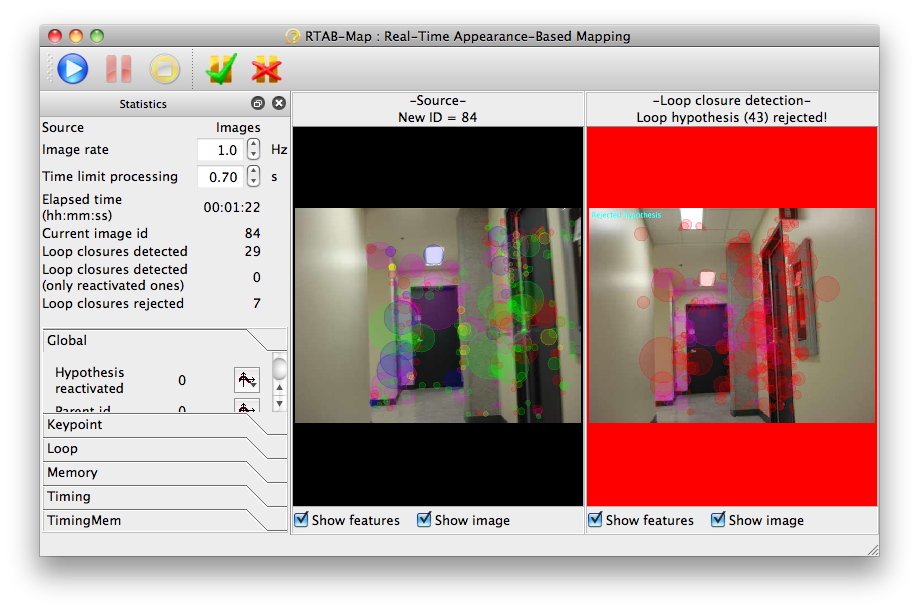 RTAB-Map : Real-Time Appearance-Based Mapping
Statistics
Source Images
Image rate 1.0 Hz
Time limit processing 0.70 s
Elapsed time
(hh:mm:ss) 00:01:22
Current image id 84
Loop closures detected 29
Loop closures detected
(only reactivated ones) 0
Loop closures rejected 7
Global
Hypothesis
reactivated 0
Parent id 0
Keypoint
Loop
Memory
Timing
TimingMem
-Source-
New ID = 84
Show features Show image
-Loop closure detection-
Loop hypothesis (43) rejected!
Rejected hypothesis
Show features Show image